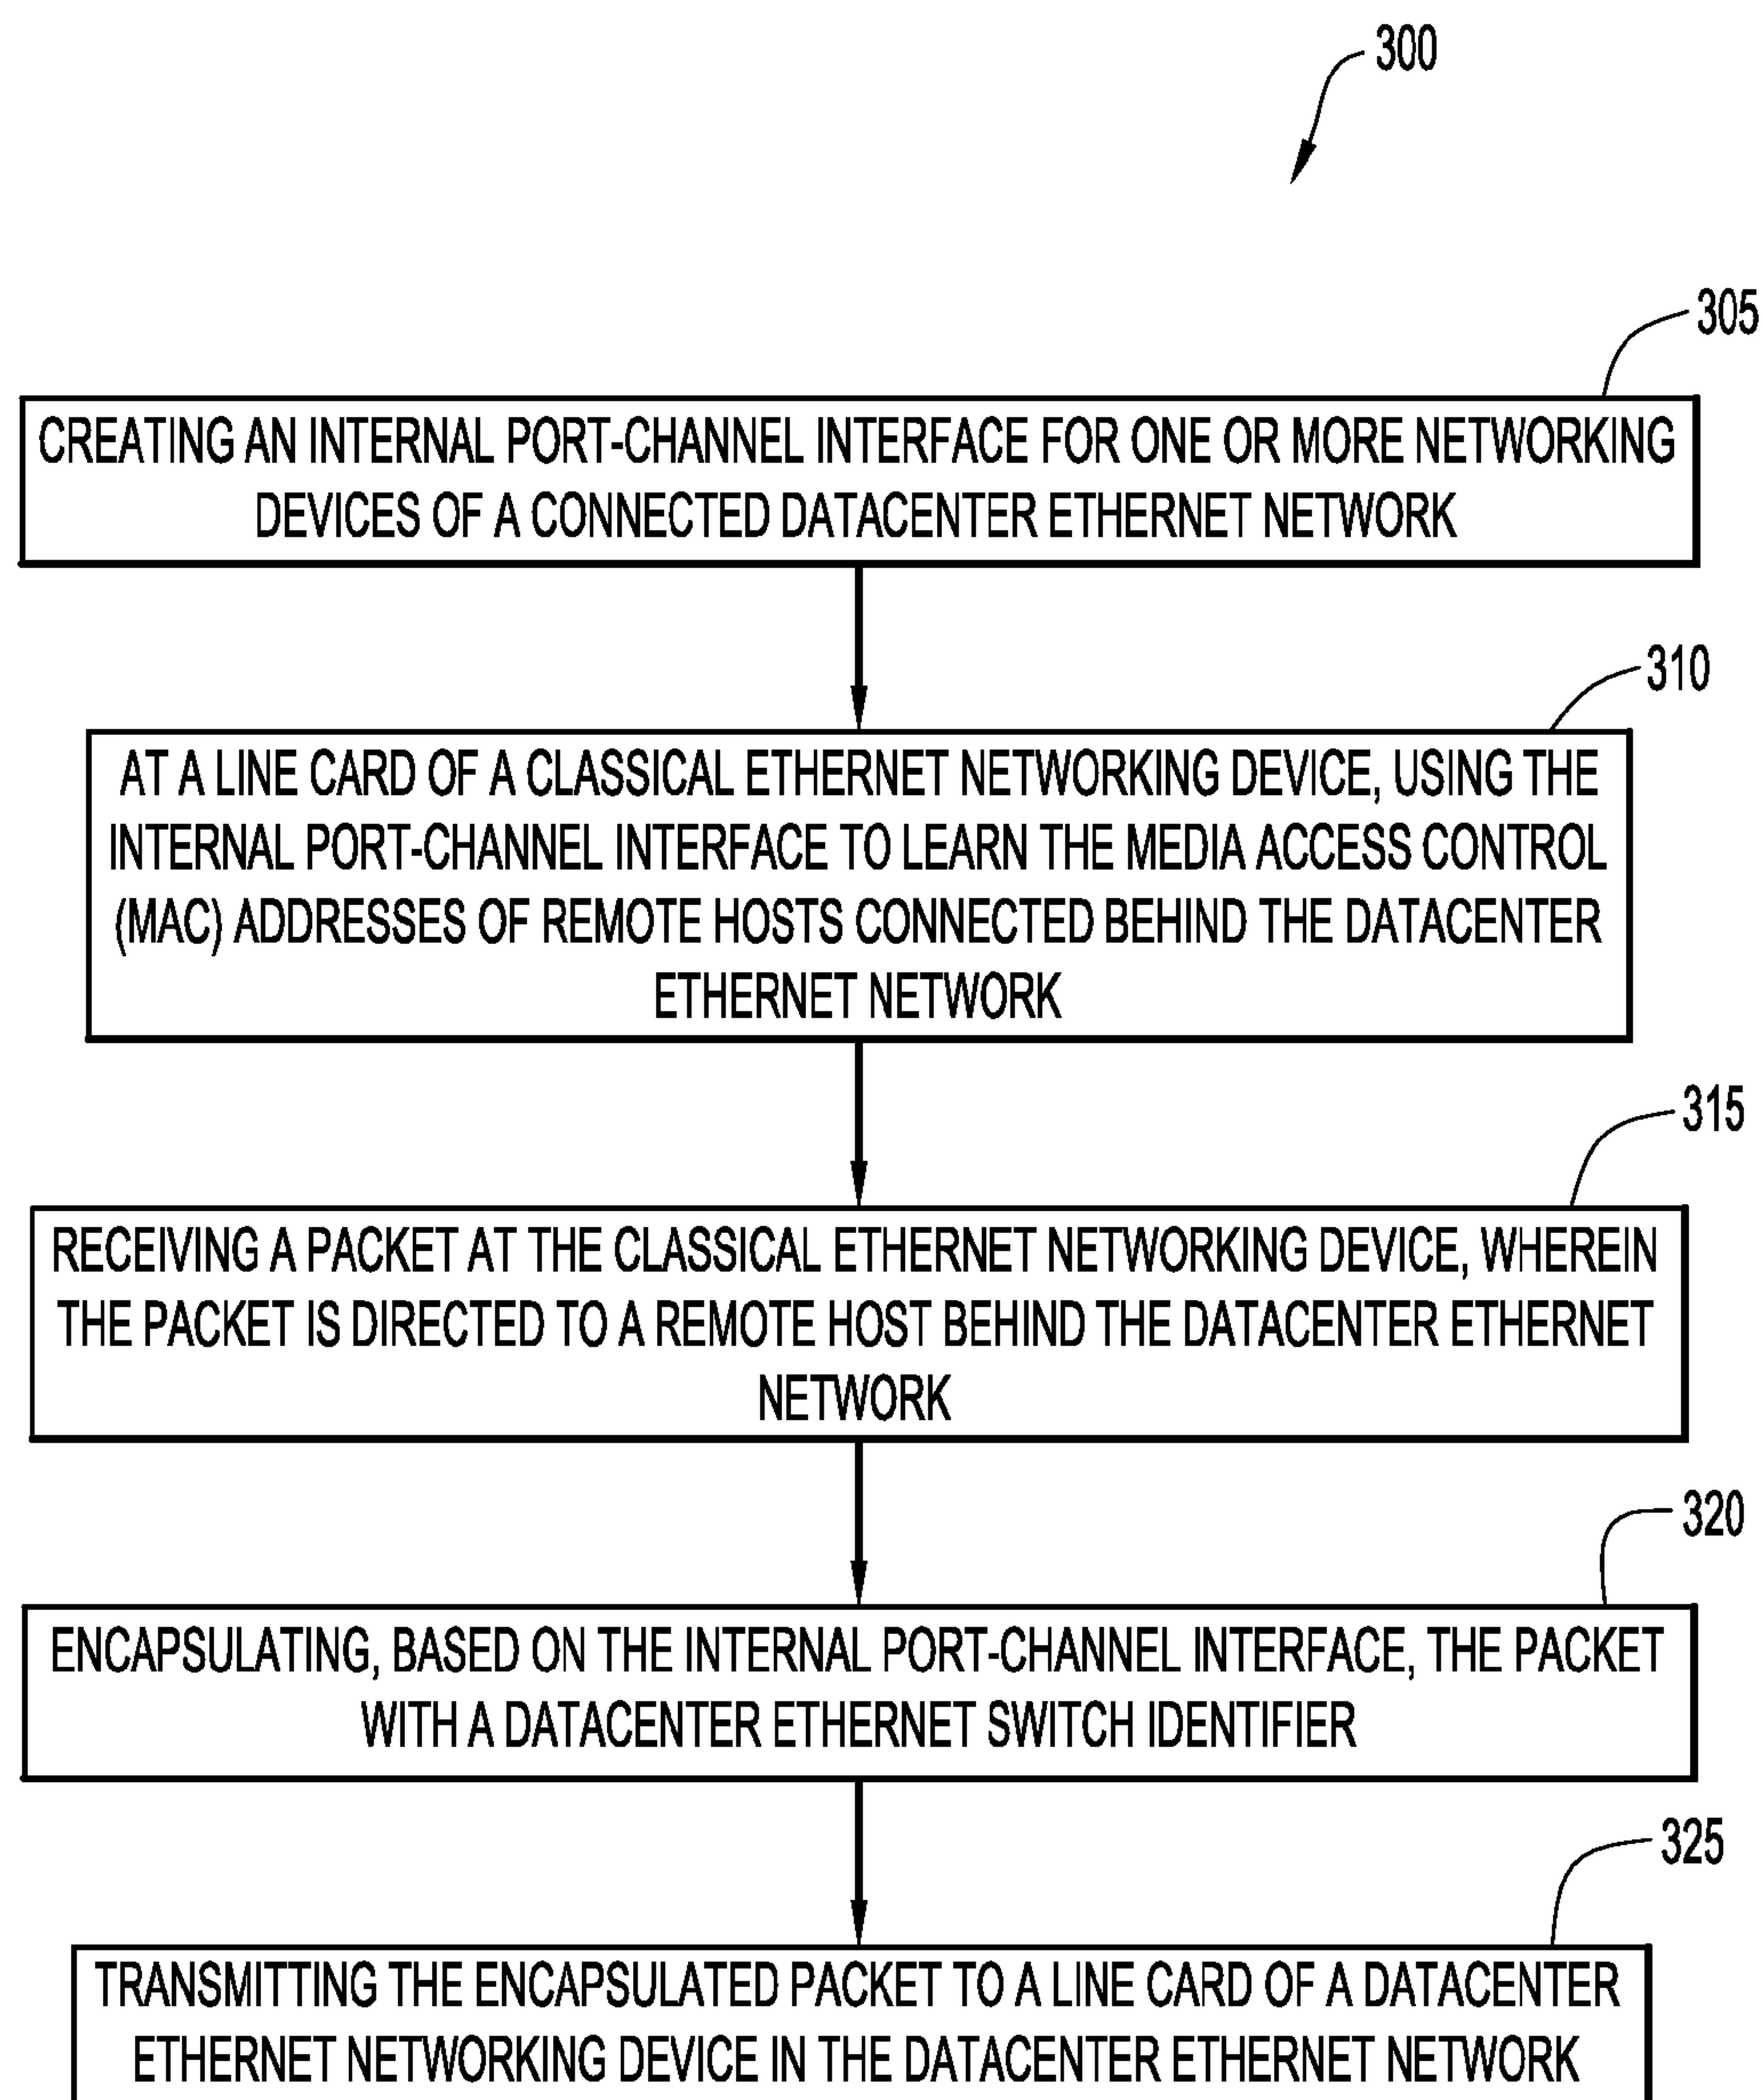 300
305
CREATING AN INTERNAL PORT-CHANNEL INTERFACE FOR ONE OR MORE NETWORKING
DEVICES OF A CONNECTED DATACENTER ETHERNET NETWORK
310
AT A LINE CARD OF A CLASSICAL ETHERNET NETWORKING DEVICE, USING THE
INTERNAL PORT-CHANNEL INTERFACE TO LEARN THE MEDIA ACCESS CONTROL
(MAC) ADDRESSES OF REMOTE HOSTS CONNECTED BEHIND THE DATACENTER
ETHERNET NETWORK
315
RECEIVING A PACKET AT THE CLASSICAL ETHERNET NETWORKING DEVICE, WHEREIN
THE PACKET IS DIRECTED TO A REMOTE HOST BEHIND THE DATACENTER ETHERNET
NETWORK
320
ENCAPSULATING, BASED ON THE INTERNAL PORT-CHANNEL INTERFACE, THE PACKET
WITH A DATACENTER ETHERNET SWITCH IDENTIFIER
325
TRANSMITTING THE ENCAPSULATED PACKET TO A LINE CARD OF A DATACENTER
ETHERNET NETWORKING DEVICE IN THE DATACENTER ETHERNET NETWORK